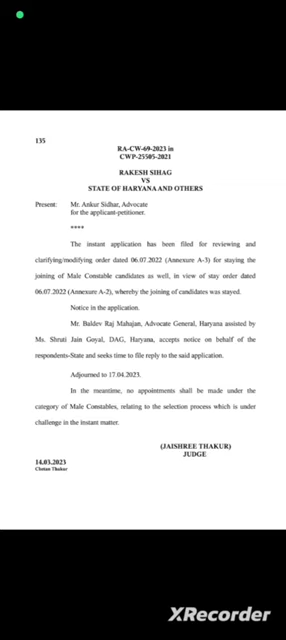 135
RA-CW-69-2023 in
CWP-25505-2021
RAKESH SIHAG
VS
STATE OF HARYANA AND OTHERS
Present: Mr. Ankur Sidhar, Advocate
for the applicant-petitioner.
****
The instant application has been filed for reviewing and
clarifying/modifying order dated 06.07.2022 (Annexure A-3) for staying the
joining of Male Constable candidates as well, in view of stay order dated
06.07.2022 (Annexure A-2), whereby the joining of candidates was stayed.
Notice in the application.
Mr. Baldev Raj Mahajan, Advocate General, Haryana assisted by
Ms. Shruti Jain Goyal, DAG, Haryana, accepts notice on behalf of the
respondents-State and seeks time to file reply to the said application.
Adjourned to 17.04.2023.
In the meantime, no appointments shall be made under the
category of Male Constables, relating to the selection process which is under
challenge in the instant matter.
(JAISHREE THAKUR)
JUDGE
14.03.2023
Chetan Thakur
XRecorder